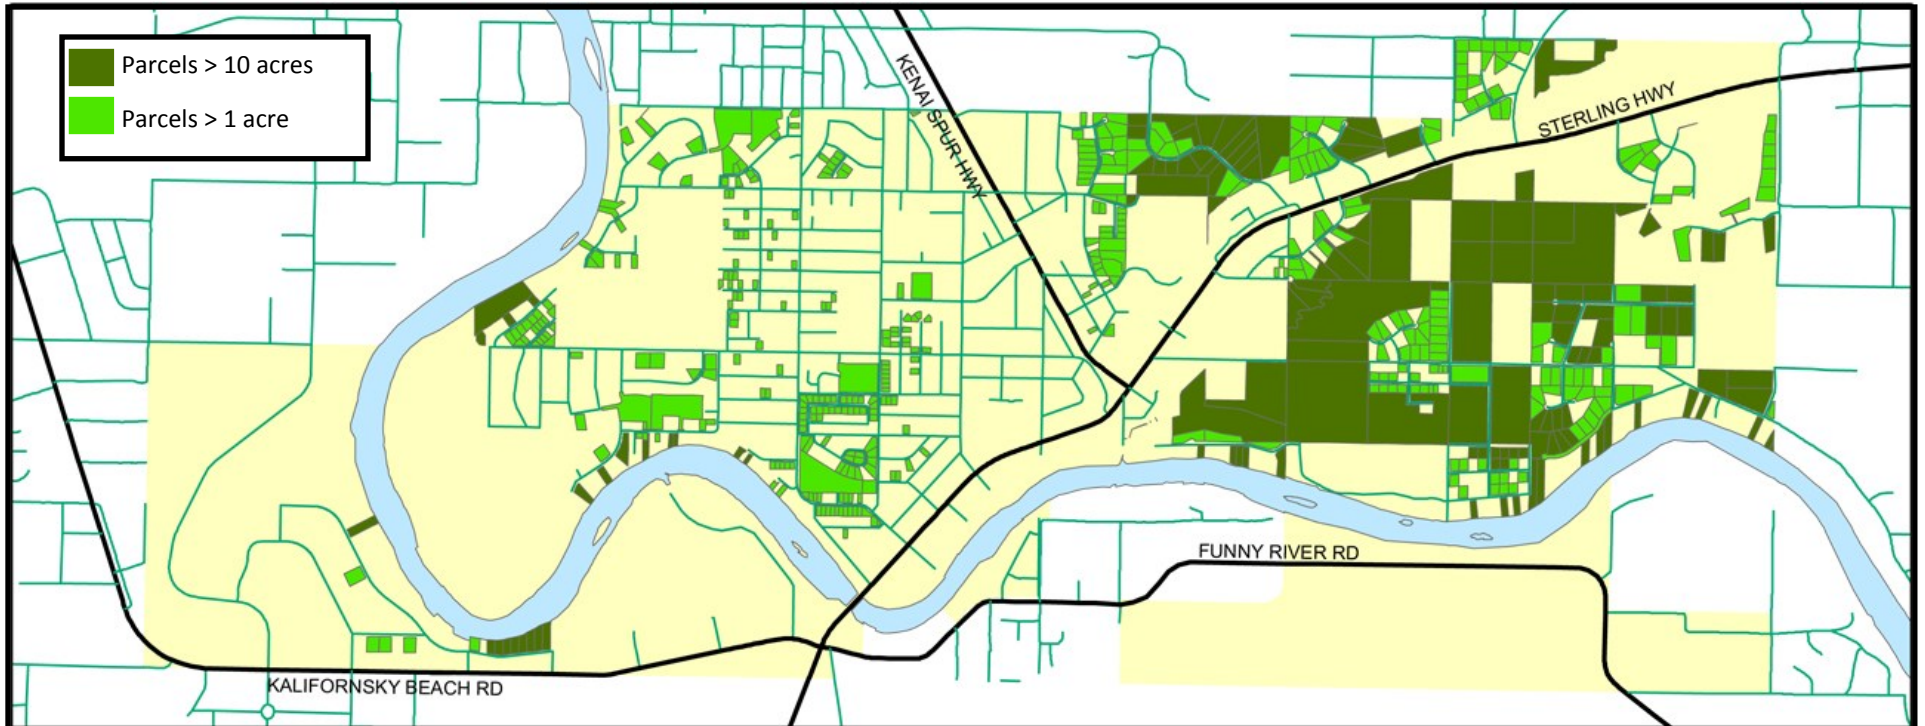 Parcels > 10 acres
Parcels > 1 acre
KENAI SPUR HWY
STERLING HWY
FUNNY RIVER RD
KALIFORNSKY BEACH RD